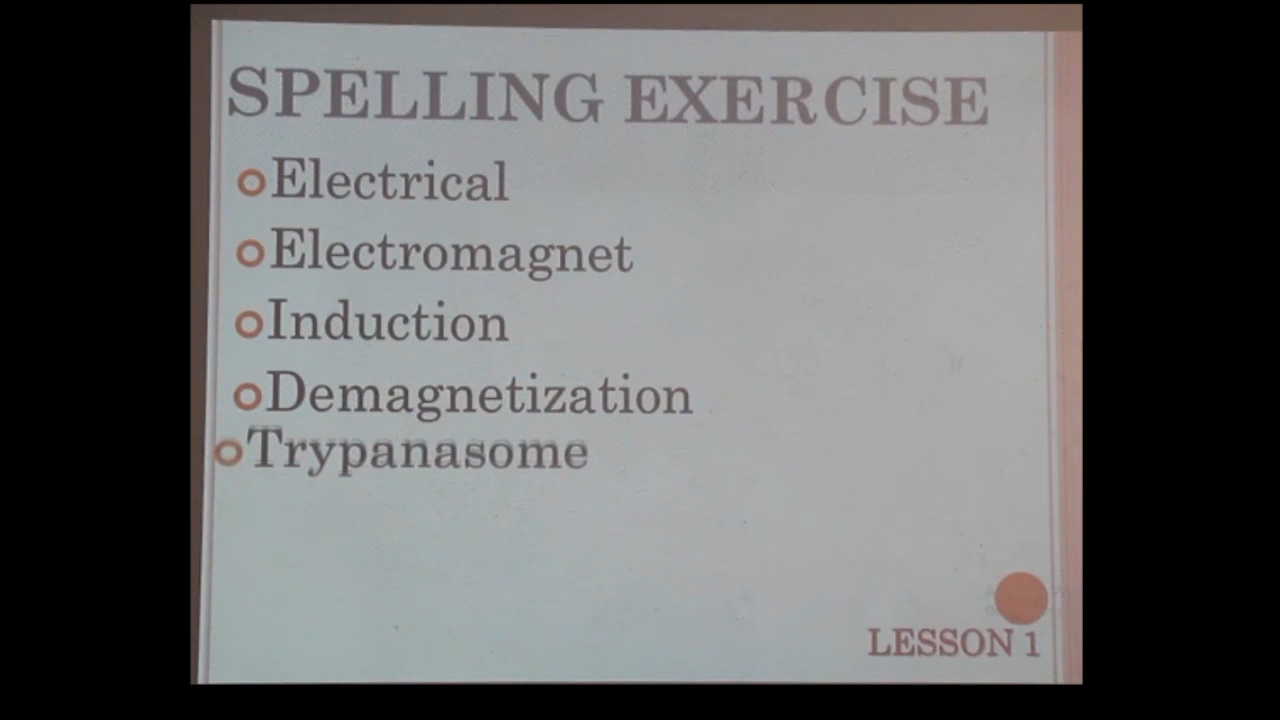 SPELLING EXERCISE
Electrical
Electromagnet
Induction
Demagnetization
Trypanasome
LESSON 1